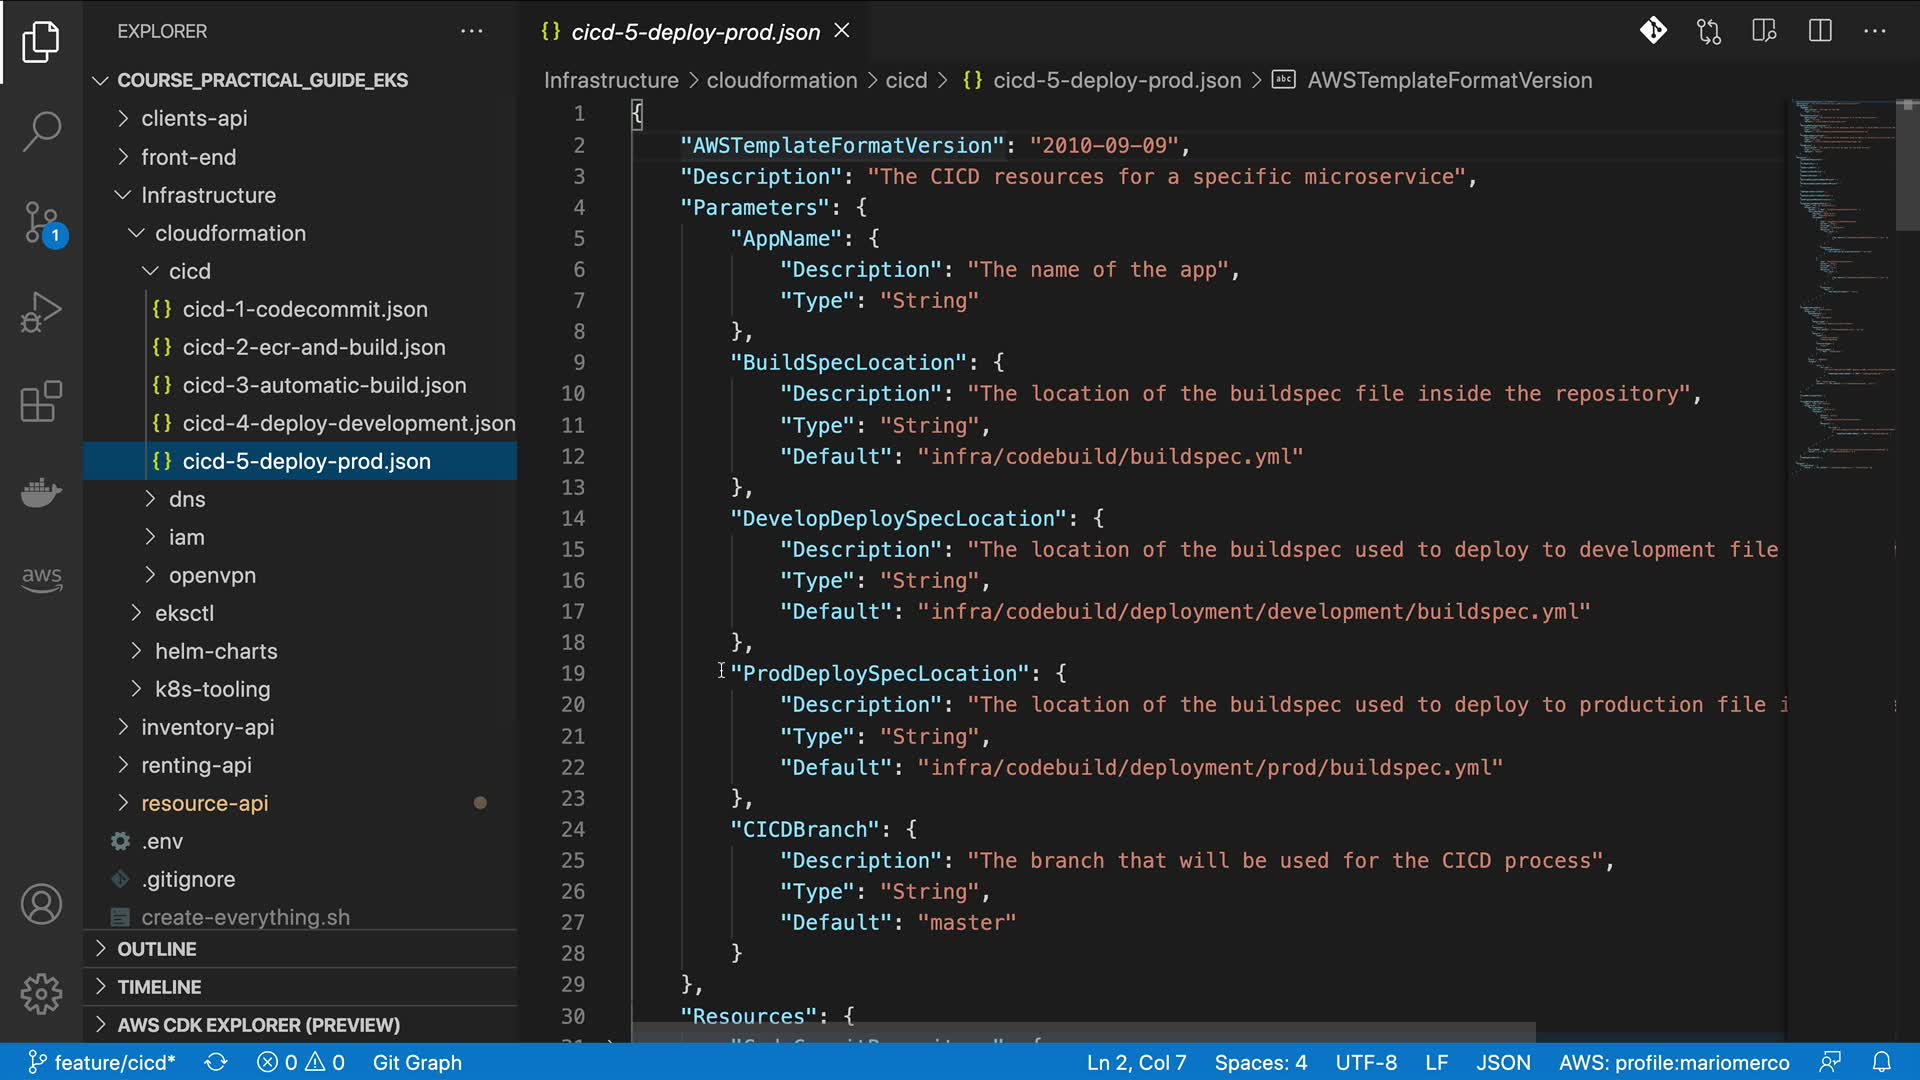 EXPLORER
COURSE_PRACTICAL_GUIDE_EKS
clients-api
front-end
Infrastructure
cloudformation
cicd
{} cicd-1-codecommit.json
{} cicd-2-ecr-and-build.json
{} cicd-3-automatic-build.json
{} cicd-4-deploy-development.json
{} cicd-5-deploy-prod.json
dns
iam
openvpn
eksctl
helm-charts
k8s-tooling
inventory-api
renting-api
resource-api
.env
.gitignore
create-everything.sh
OUTLINE
TIMELINE
AWS CDK EXPLORER (PREVIEW)
1
aws
{} cicd-5-deploy-prod.json
Infrastructure > cloudformation > cicd > {} cicd-5-deploy-prod.json > abc AWSTemplateFormatVersion
1 {
2 "AWSTemplateFormatVersion": "2010-09-09",
3 "Description": "The CICD resources for a specific microservice",
4 "Parameters": {
5 "AppName": {
6 "Description": "The name of the app",
7 "Type": "String"
8 },
9 "BuildSpecLocation": {
10 "Description": "The location of the buildspec file inside the repository",
11 "Type": "String",
12 "Default": "infra/codebuild/buildspec.yml"
13 },
14 "DevelopDeploySpecLocation": {
15 "Description": "The location of the buildspec used to deploy to development file
16 "Type": "String",
17 "Default": "infra/codebuild/deployment/development/buildspec.yml"
18 },
19 "ProdDeploySpecLocation": {
20 "Description": "The location of the buildspec used to deploy to production file
21 "Type": "String",
22 "Default": "infra/codebuild/deployment/prod/buildspec.yml"
23 },
24 "CICDBranch": {
25 "Description": "The branch that will be used for the CICD process",
26 "Type": "String",
27 "Default": "master"
28 }
29 },
30 "Resources": {
feature/cicd* 0 0 Git Graph Ln 2, Col 7 Spaces: 4 UTF-8 LF JSON AWS: profile:mariomerco